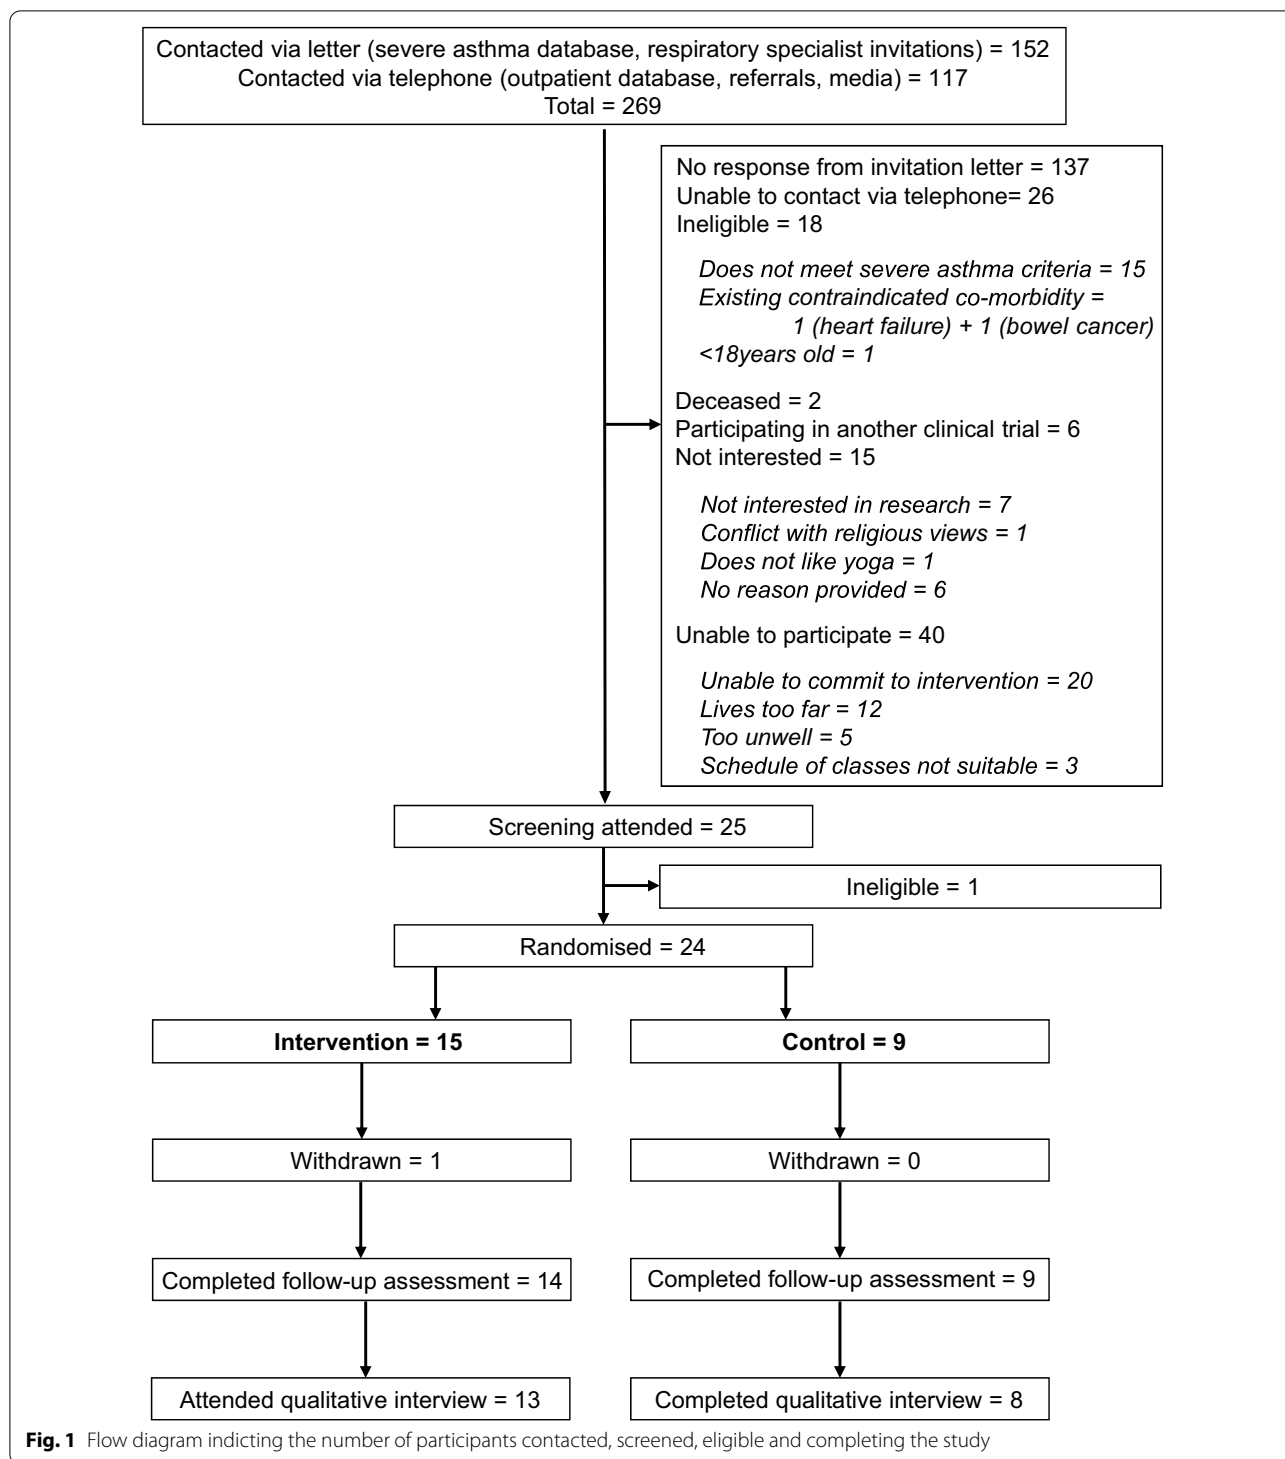 Contacted via letter (severe asthma database, respiratory specialist invitations) = 152
Contacted via telephone (outpatient database, referrals, media) = 117
Total = 269
No response from invitation letter = 137
Unable to contact via telephone= 26
Ineligible = 18
Does not meet severe asthma criteria = 15
Existing contraindicated co-morbidity =
1 (heart failure) + 1 (bowel cancer)
<18years old = 1
Deceased = 2
Participating in another clinical trial = 6
Not interested = 15
Not interested in research = 7
Conflict with religious views = 1
Does not like yoga = 1
No reason provided = 6
Unable to participate = 40
Unable to commit to intervention = 20
Lives too far = 12
Too unwell = 5
Schedule of classes not suitable = 3
Screening attended = 25
Ineligible = 1
Randomised = 24
Intervention = 15
Control = 9
Withdrawn = 1
Withdrawn = 0
Completed follow-up assessment = 14
Completed follow-up assessment = 9
Attended qualitative interview = 13
Completed qualitative interview = 8
Fig. 1 Flow diagram indicting the number of participants contacted, screened, eligible and completing the study